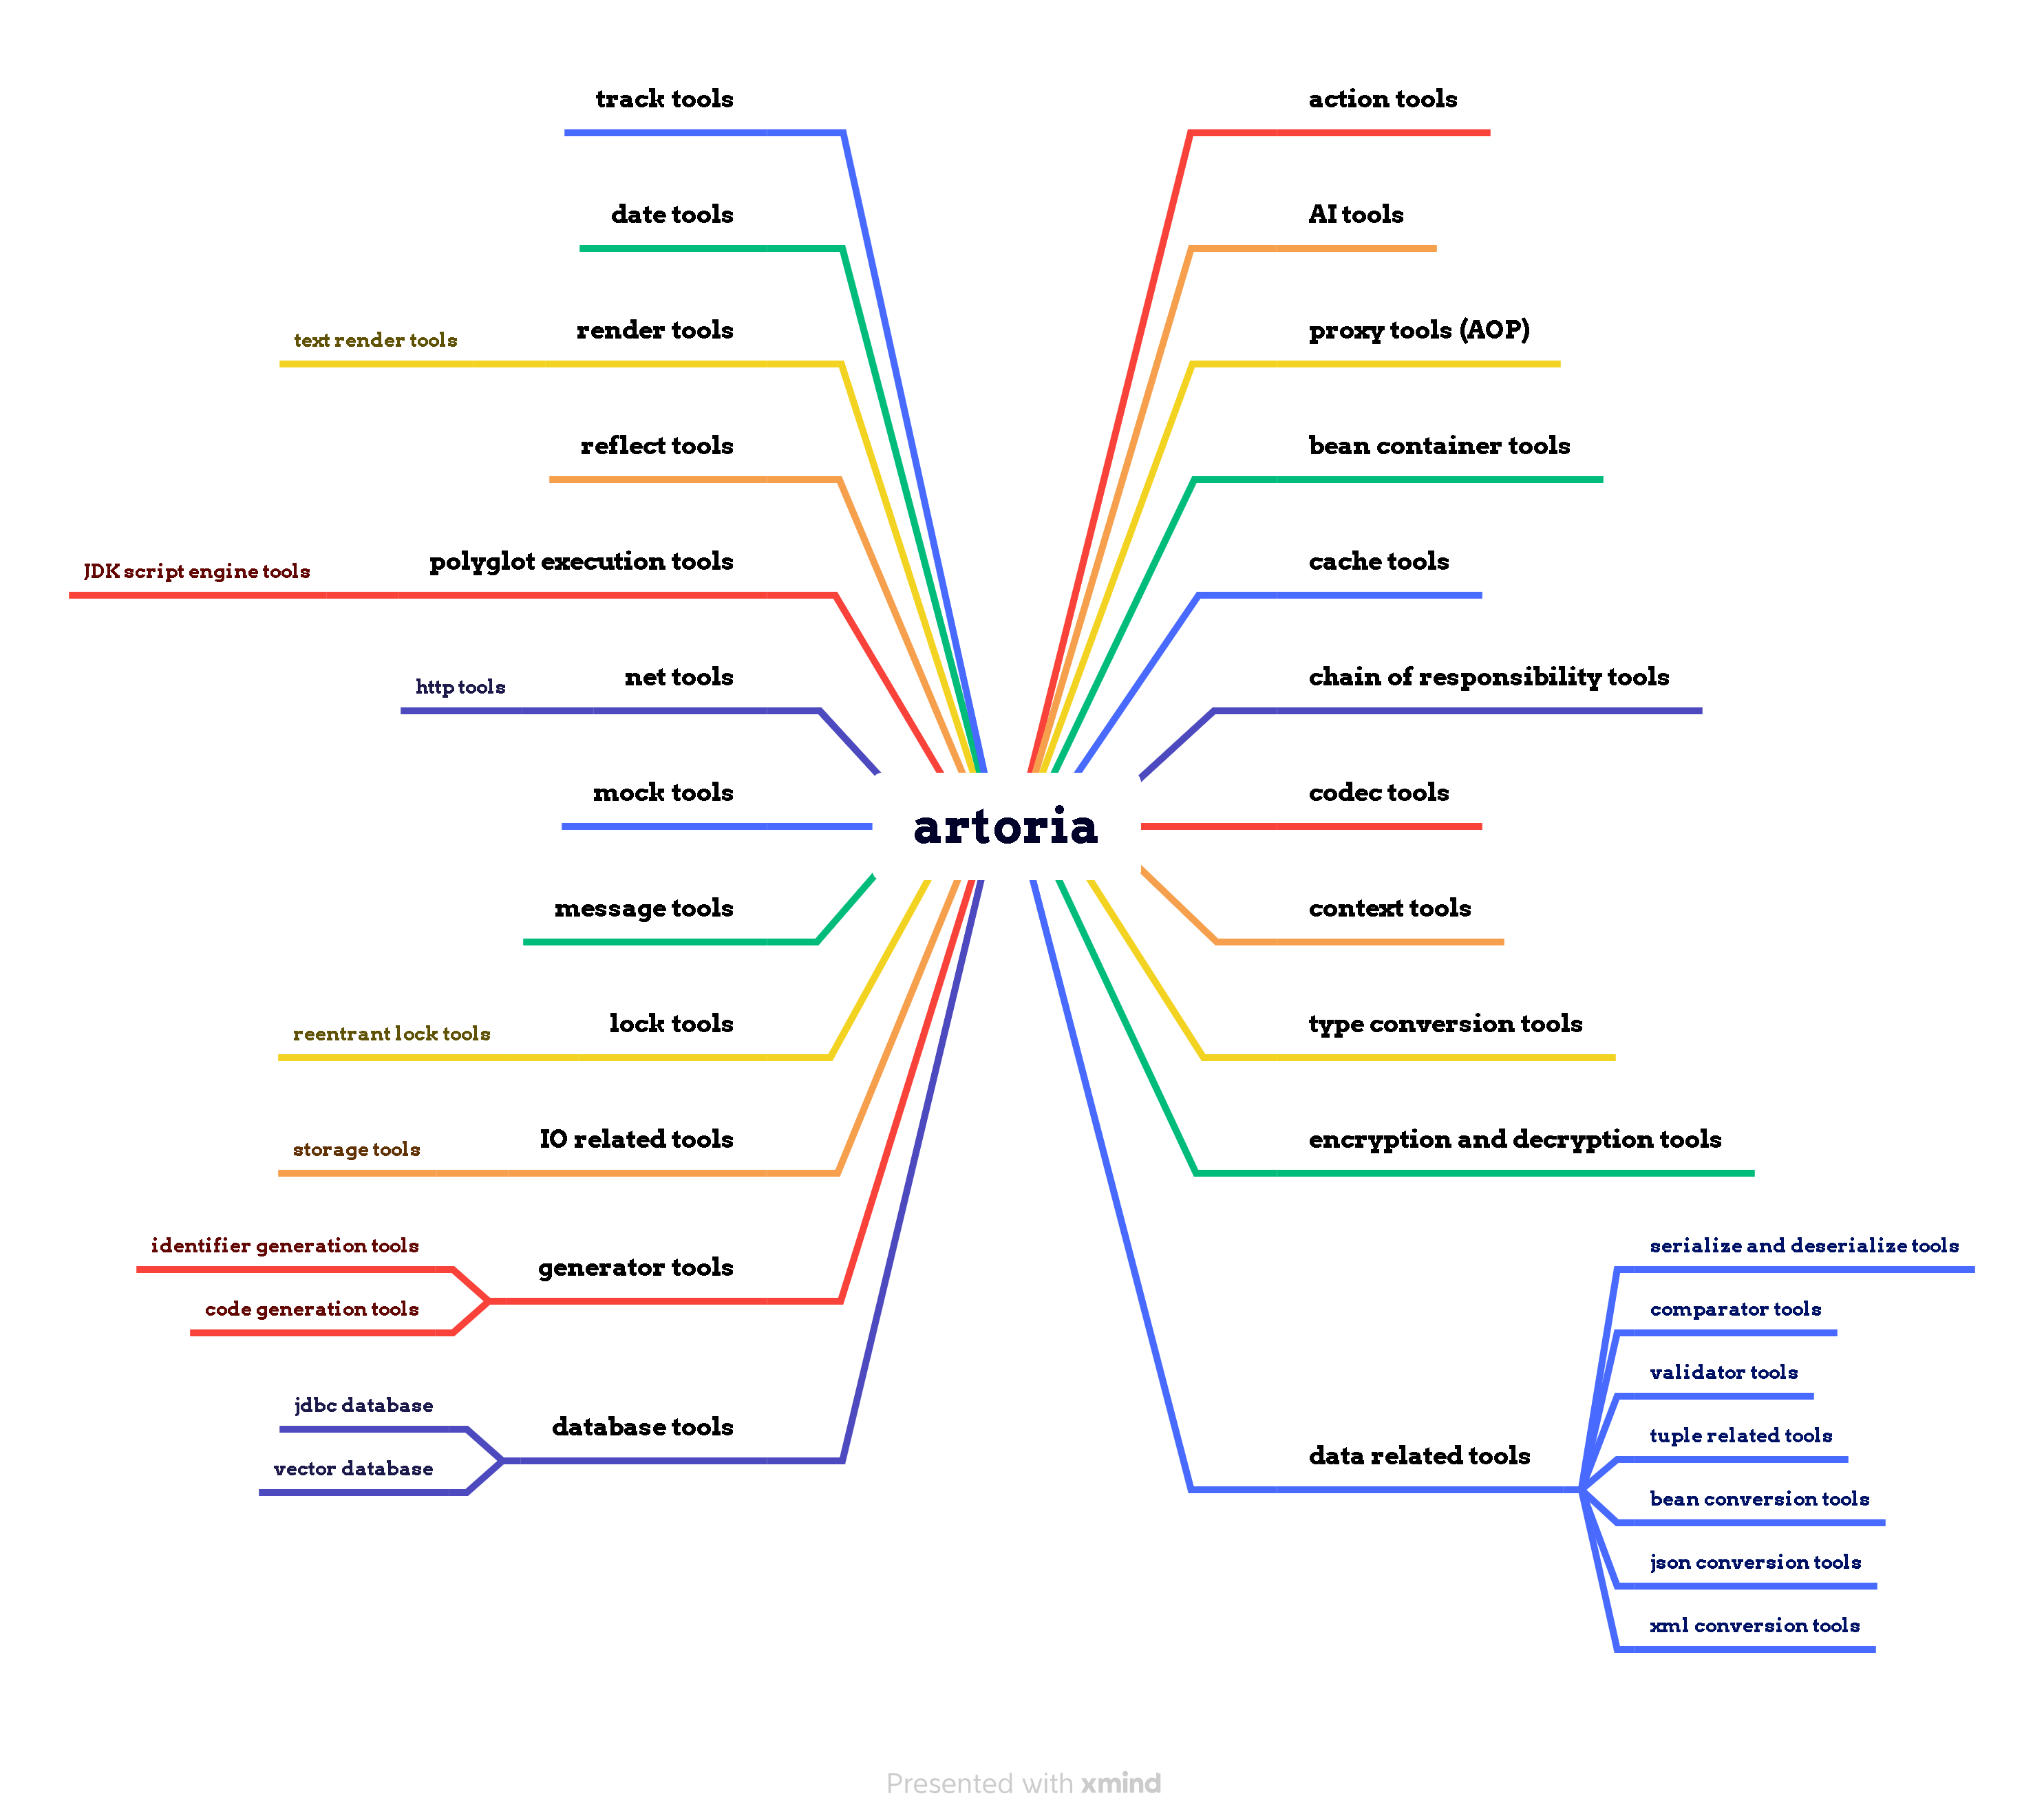 track tools
date tools
render tools
text render tools
reflect tools
polyglot execution tools
JDK script engine tools
net tools
http tools
mock tools
message tools
lock tools
reentrant lock tools
IO related tools
storage tools
generator tools
identifier generation tools
code generation tools
database tools
jdbc database
vector database
artoria
action tools
AI tools
proxy tools (AOP)
bean container tools
cache tools
chain of responsibility tools
codec tools
context tools
type conversion tools
encryption and decryption tools
data related tools
serialize and deserialize tools
comparator tools
validator tools
tuple related tools
bean conversion tools
json conversion tools
xml conversion tools
Presented with xmind